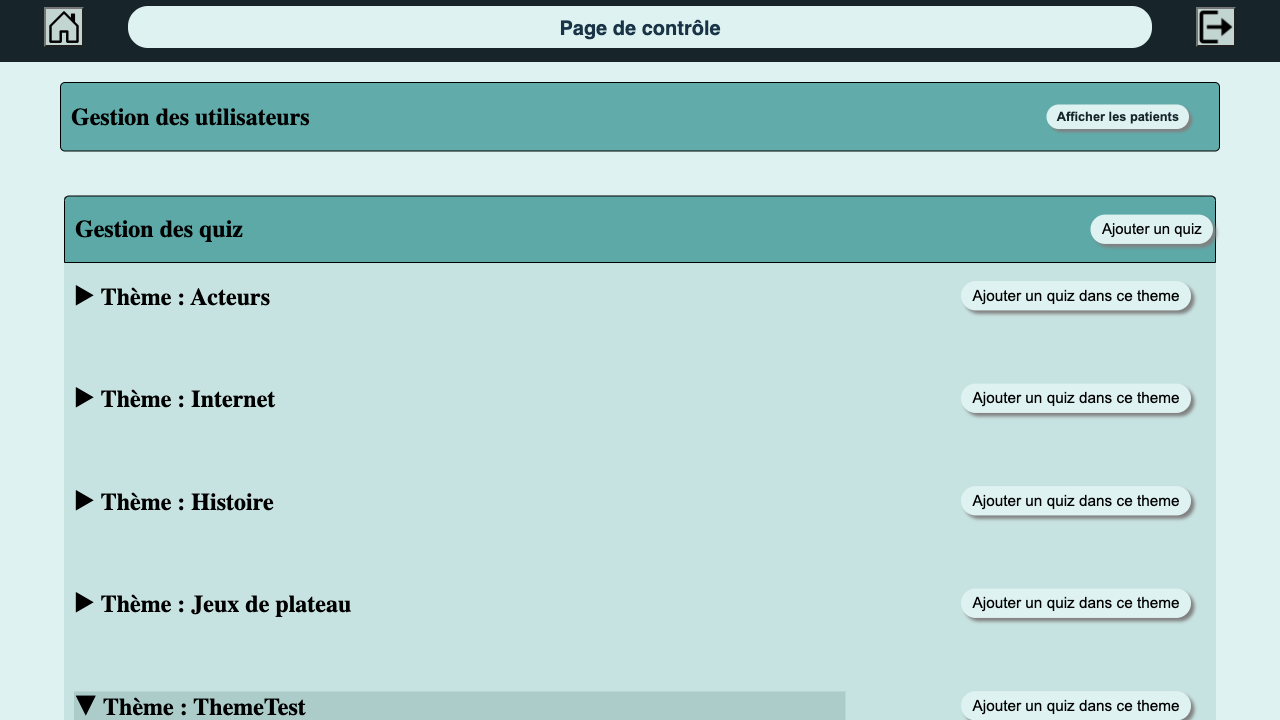 Page de contrôle
Gestion des utilisateurs
Afficher les patients
Gestion des quiz
Ajouter un quiz
Thème : Acteurs
Ajouter un quiz dans ce theme
Thème : Internet
Ajouter un quiz dans ce theme
Thème : Histoire
Ajouter un quiz dans ce theme
Thème : Jeux de plateau
Ajouter un quiz dans ce theme
Thème : ThemeTest
Ajouter un quiz dans ce theme